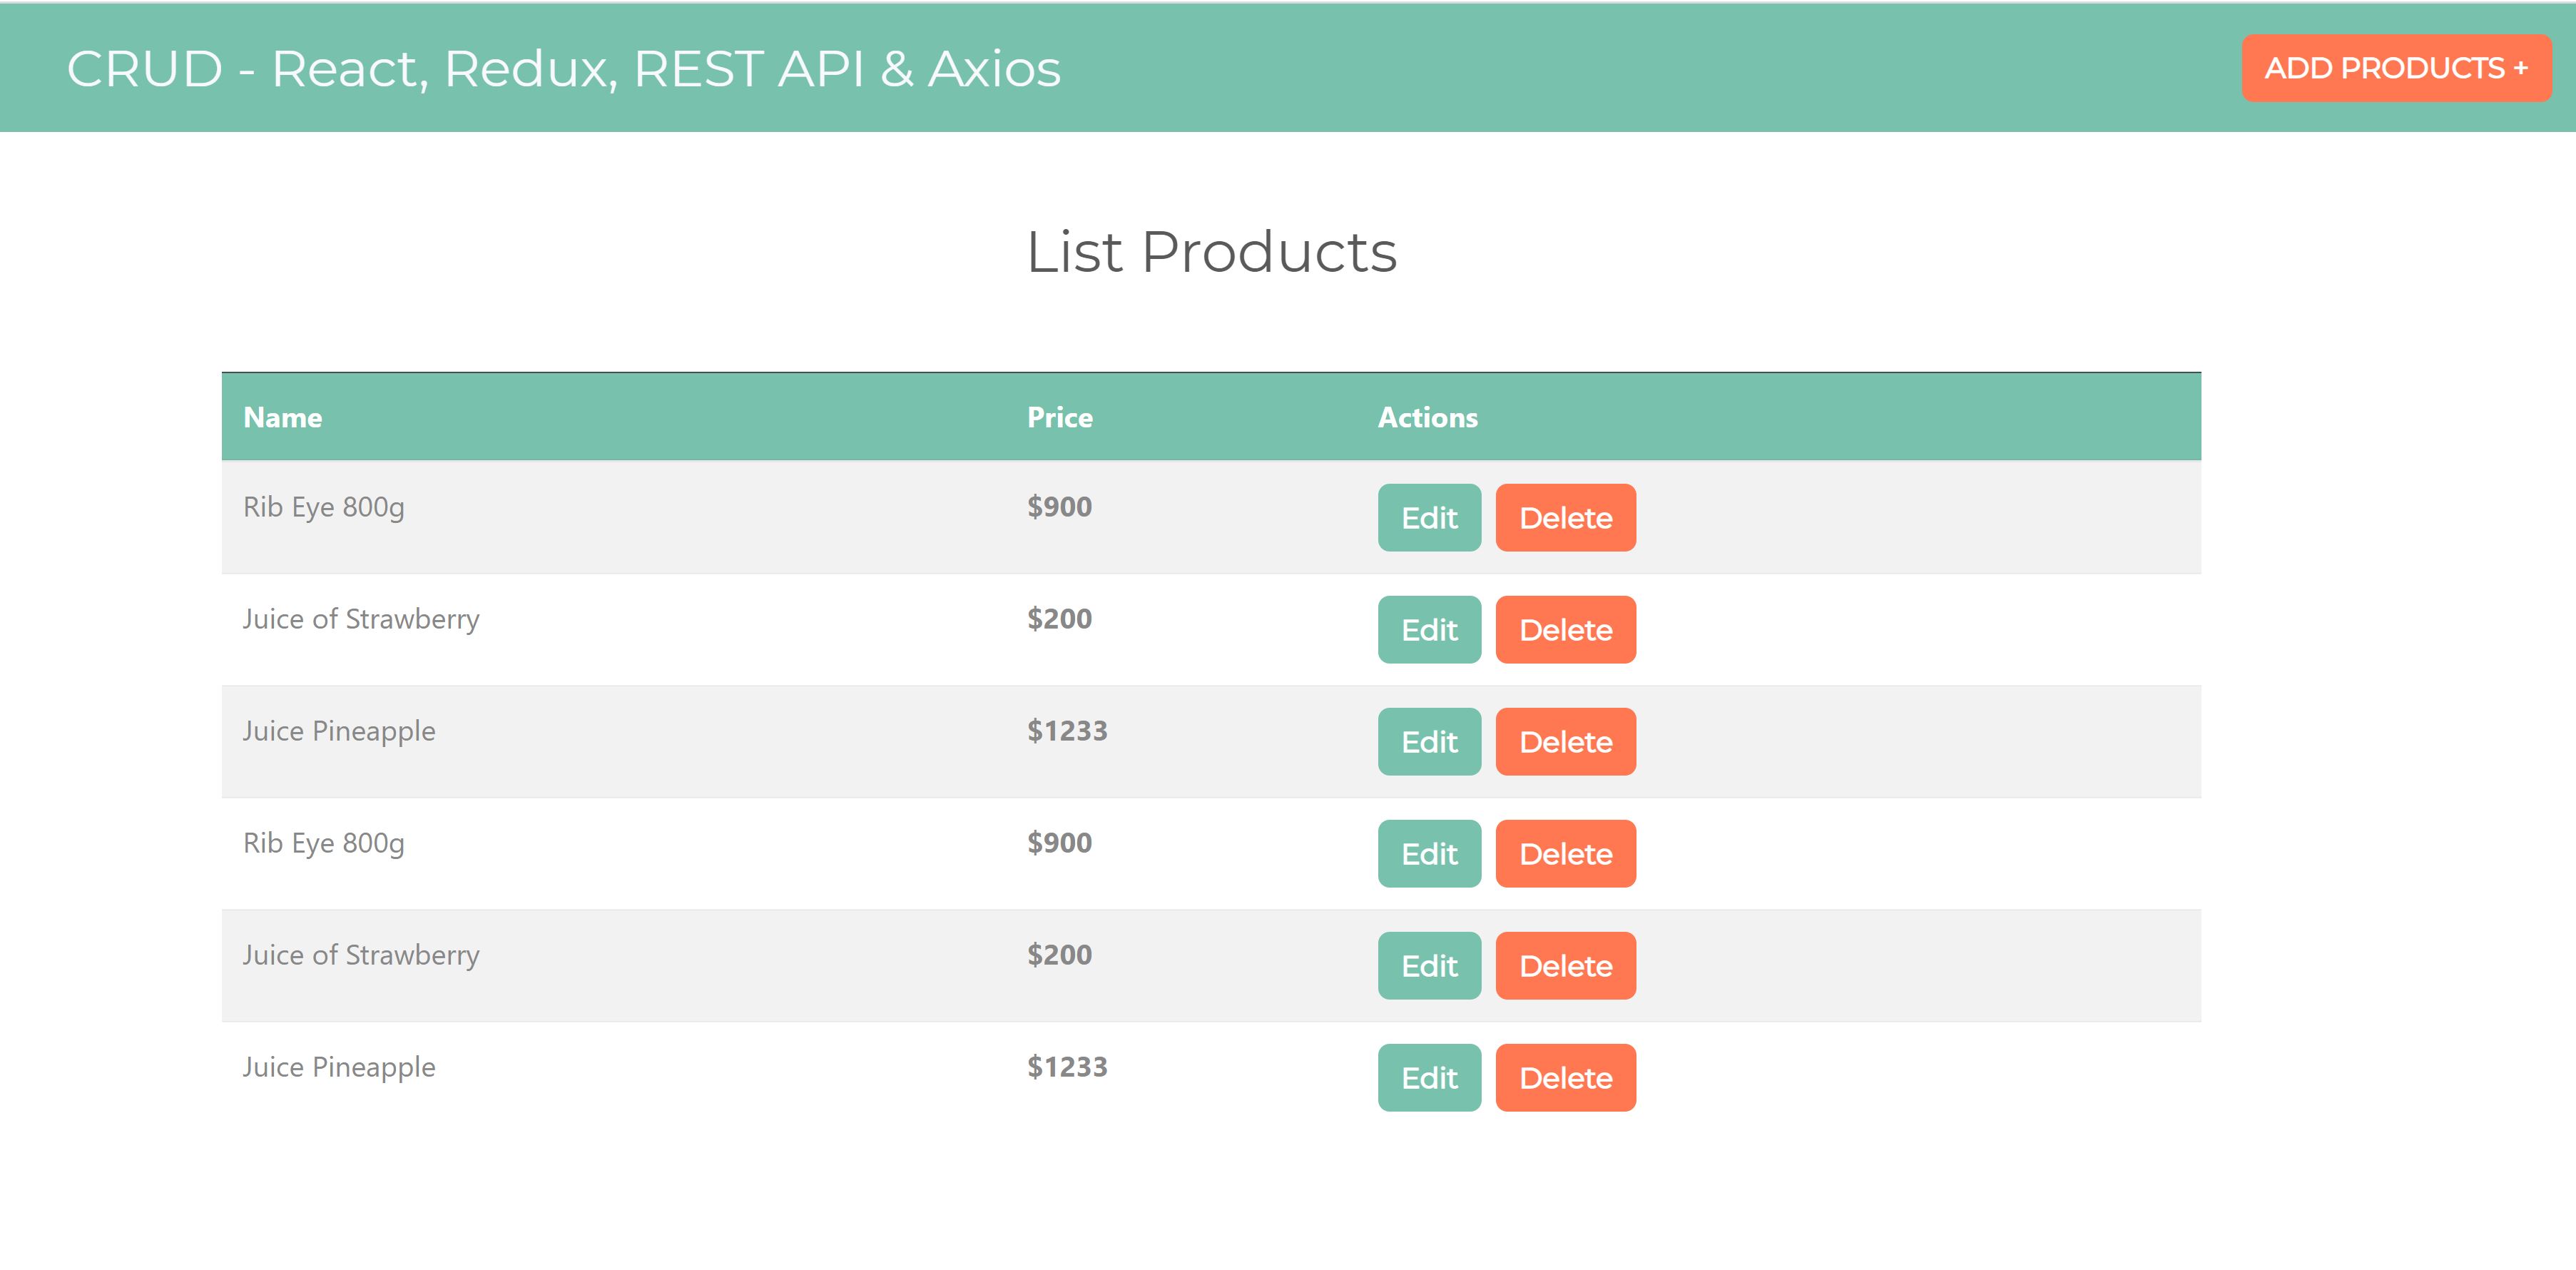 CRUD - React, Redux, REST API & Axios ADD PRODUCTS +
List Products
Name Price Actions
Rib Eye 800g $900 Edit Delete
Juice of Strawberry $200 Edit Delete
Juice Pineapple $1233 Edit Delete
Rib Eye 800g $900 Edit Delete
Juice of Strawberry $200 Edit Delete
Juice Pineapple $1233 Edit Delete